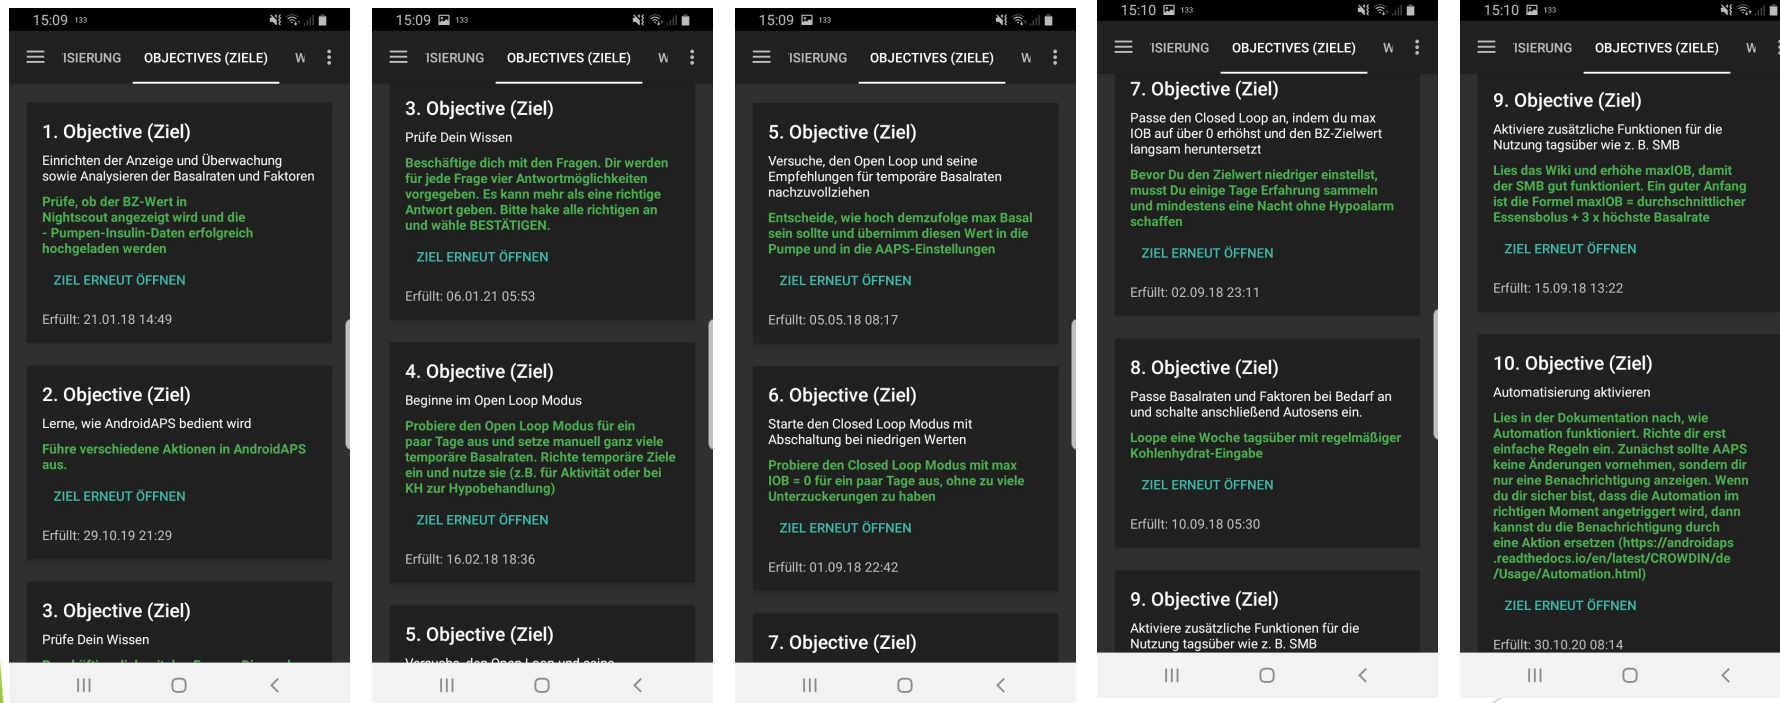 15:09 133
ISIERUNG OBJECTIVES (ZIELE) W
1. Objective (Ziel)
Einrichten der Anzeige und Überwachung
sowie Analysieren der Basalraten und Faktoren
Prüfe, ob der BZ-Wert in
Nightscout angezeigt wird und die
- Pumpen-Insulin-Daten erfolgreich
hochgeladen werden
ZIEL ERNEUT ÖFFNEN
Erfüllt: 21.01.18 14:49
2. Objective (Ziel)
Lerne, wie AndroidAPS bedient wird
Führe verschiedene Aktionen in AndroidAPS
aus.
ZIEL ERNEUT ÖFFNEN
Erfüllt: 29.10.19 21:29
3. Objective (Ziel)
Prüfe Dein Wissen
15:09 133
ISIERUNG OBJECTIVES (ZIELE) W
3. Objective (Ziel)
Prüfe Dein Wissen
Beschäftige dich mit den Fragen. Dir werden
für jede Frage vier Antwortmöglichkeiten
vorgegeben. Es kann mehr als eine richtige
Antwort geben. Bitte hake alle richtigen an
und wähle BESTÄTIGEN.
ZIEL ERNEUT ÖFFNEN
Erfüllt: 06.01.21 05:53
4. Objective (Ziel)
Beginne im Open Loop Modus
Probiere den Open Loop Modus für ein
paar Tage aus und setze manuell ganz viele
temporäre Basalraten. Richte temporäre Ziele
ein und nutze sie (z.B. für Aktivität oder bei
KH zur Hypobehandlung)
ZIEL ERNEUT ÖFFNEN
Erfüllt: 16.02.18 18:36
5. Objective (Ziel)
Versuche, den Open Loop und seine
15:09 133
ISIERUNG OBJECTIVES (ZIELE) W
5. Objective (Ziel)
Versuche, den Open Loop und seine
Empfehlungen für temporäre Basalraten
nachzuvollziehen
Entscheide, wie hoch demzufolge max Basal
sein sollte und übernimm diesen Wert in die
Pumpe und in die AAPS-Einstellungen
ZIEL ERNEUT ÖFFNEN
Erfüllt: 05.05.18 08:17
6. Objective (Ziel)
Starte den Closed Loop Modus mit
Abschaltung bei niedrigen Werten
Probiere den Closed Loop Modus mit max
IOB = 0 für ein paar Tage aus, ohne zu viele
Unterzuckerungen zu haben
ZIEL ERNEUT ÖFFNEN
Erfüllt: 01.09.18 22:42
7. Objective (Ziel)
15:10 133
ISIERUNG OBJECTIVES (ZIELE) W
7. Objective (Ziel)
Passe den Closed Loop an, indem du max
IOB auf über 0 erhöhst und den BZ-Zielwert
langsam heruntersetzt
Bevor Du den Zielwert niedriger einstellst,
musst Du einige Tage Erfahrung sammeln
und mindestens eine Nacht ohne Hypoalarm
schaffen
ZIEL ERNEUT ÖFFNEN
Erfüllt: 02.09.18 23:11
8. Objective (Ziel)
Passe Basalraten und Faktoren bei Bedarf an
und schalte anschließend Autosens ein.
Loope eine Woche tagsüber mit regelmäßiger
Kohlenhydrat-Eingabe
ZIEL ERNEUT ÖFFNEN
Erfüllt: 10.09.18 05:30
9. Objective (Ziel)
Aktiviere zusätzliche Funktionen für die
Nutzung tagsüber wie z. B. SMB
15:10 133
ISIERUNG OBJECTIVES (ZIELE) W
9. Objective (Ziel)
Aktiviere zusätzliche Funktionen für die
Nutzung tagsüber wie z. B. SMB
Lies das Wiki und erhöhe maxIOB, damit
der SMB gut funktioniert. Ein guter Anfang
ist die Formel maxIOB = durchschnittlicher
Essensbolus + 3 x höchste Basalrate
ZIEL ERNEUT ÖFFNEN
Erfüllt: 15.09.18 13:22
10. Objective (Ziel)
Automatisierung aktivieren
Lies in der Dokumentation nach, wie
Automation funktioniert. Richte dir erst
einfache Regeln ein. Zunächst sollte AAPS
keine Änderungen vornehmen, sondern dir
nur eine Benachrichtigung anzeigen. Wenn
du dir sicher bist, dass die Automation im
richtigen Moment angetriggert wird, dann
kannst du die Benachrichtigung durch
eine Aktion ersetzen (https://androidaps
.readthedocs.io/en/latest/CROWDIN/de
/Usage/Automation.html)
ZIEL ERNEUT ÖFFNEN
Erfüllt: 30.10.20 08:14